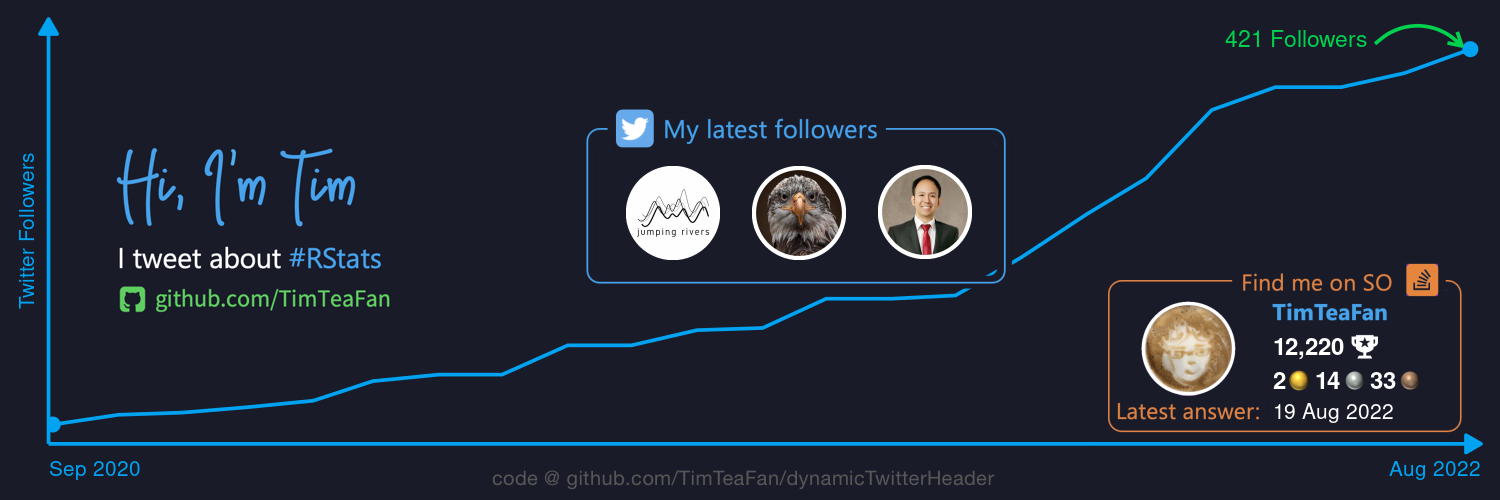 421 Followers
Twitter Followers
Hi, I'm Tim
I tweet about #RStats
github.com/TimTeaFan
My latest followers
jumping rivers
Find me on SO
TimTeaFan
12,220
2 14 33
Latest answer: 19 Aug 2022
Sep 2020
Aug 2022
code @ github.com/TimTeaFan/dynamicTwitterHeader